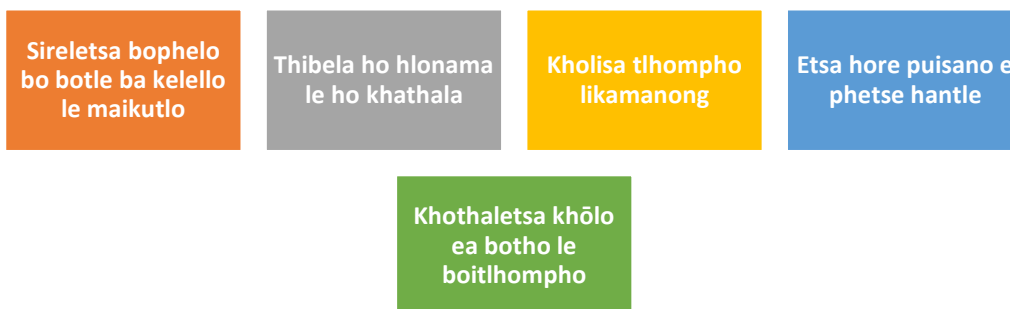 Sireletsa bophelo
bo botle ba kelello
le maikutlo
Thibela ho hlonama
le ho khathala
Kholisa tlhompho
likamanong
Etsa hore puisano e
phetse hantle
Khothaletsa khōlo
ea botho le
boitlhompho